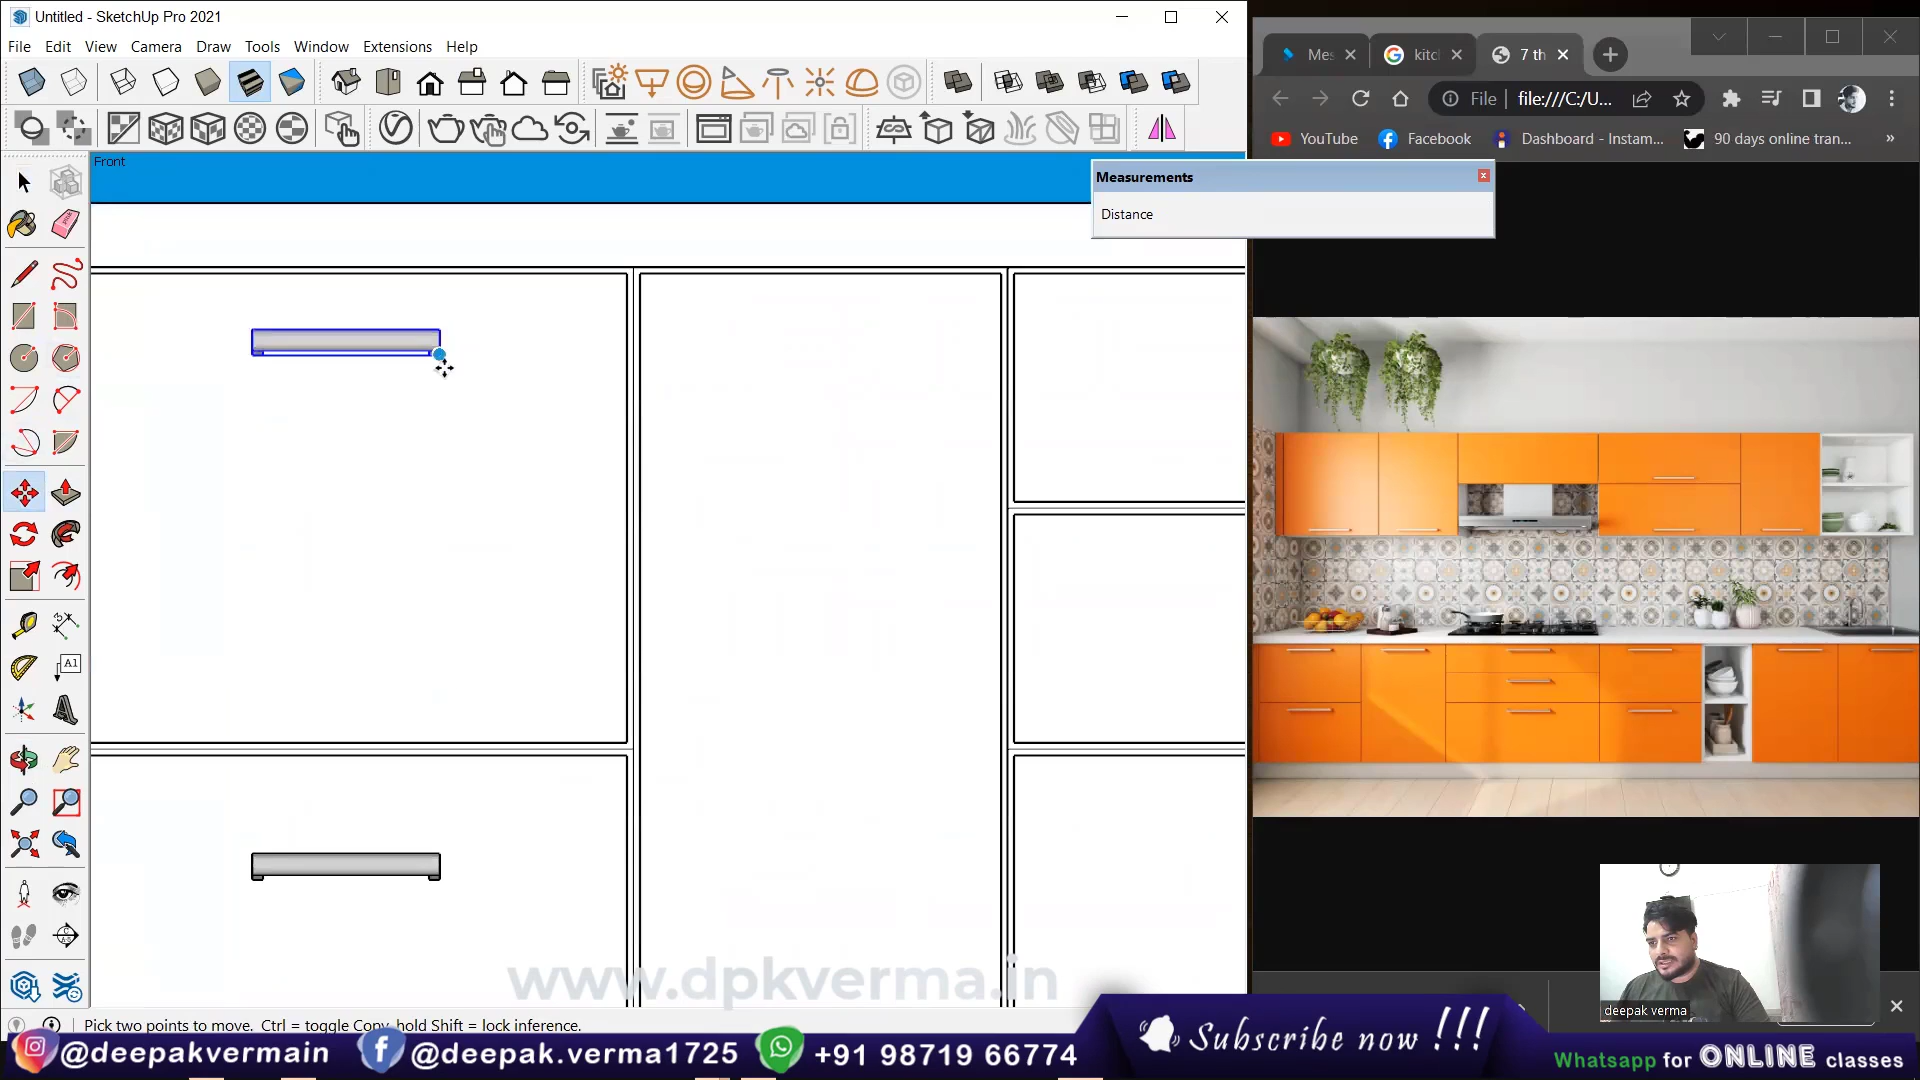 Untitled - SketchUp Pro 2021
File Edit View Camera Draw Tools Window Extensions Help
Front
Measurements
Distance
Mes
kitcl
7 th
File file:///C:/U...
YouTube Facebook Dashboard - Instam... 90 days online tran... »
A1
www.dpkverma.in
deepak verma
Pick two points to move. Ctrl = toggle Copy, hold Shift = lock inference.
@deepakvermain @deepak.verma1725 +91 98719 66774
Subscribe now !!!
Whatsapp for ONLINE classes